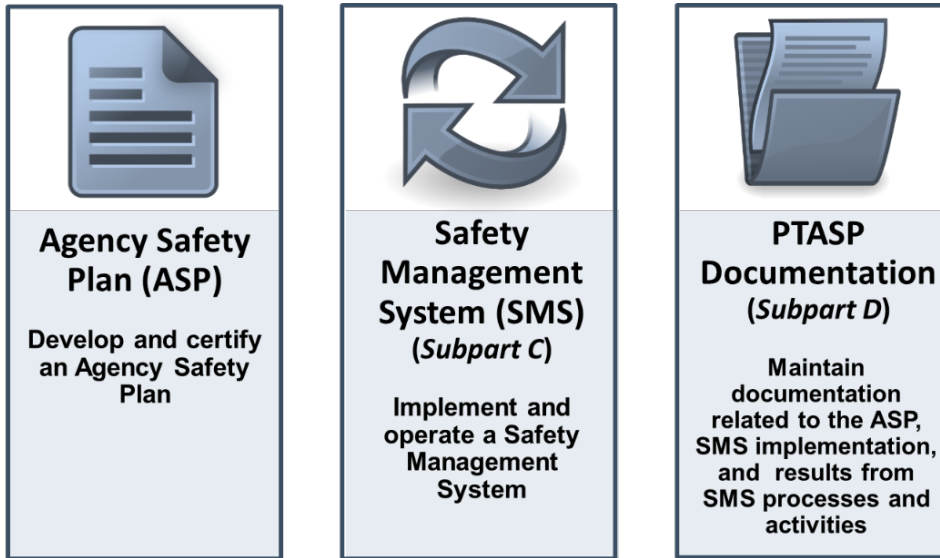 Agency Safety
Plan (ASP)
Develop and certify
an Agency Safety
Plan
Safety
Management
System (SMS)
(Subpart C)
Implement and
operate a Safety
Management
System
PTASP
Documentation
(Subpart D)
Maintain
documentation
related to the ASP,
SMS implementation,
and results from
SMS processes and
activities